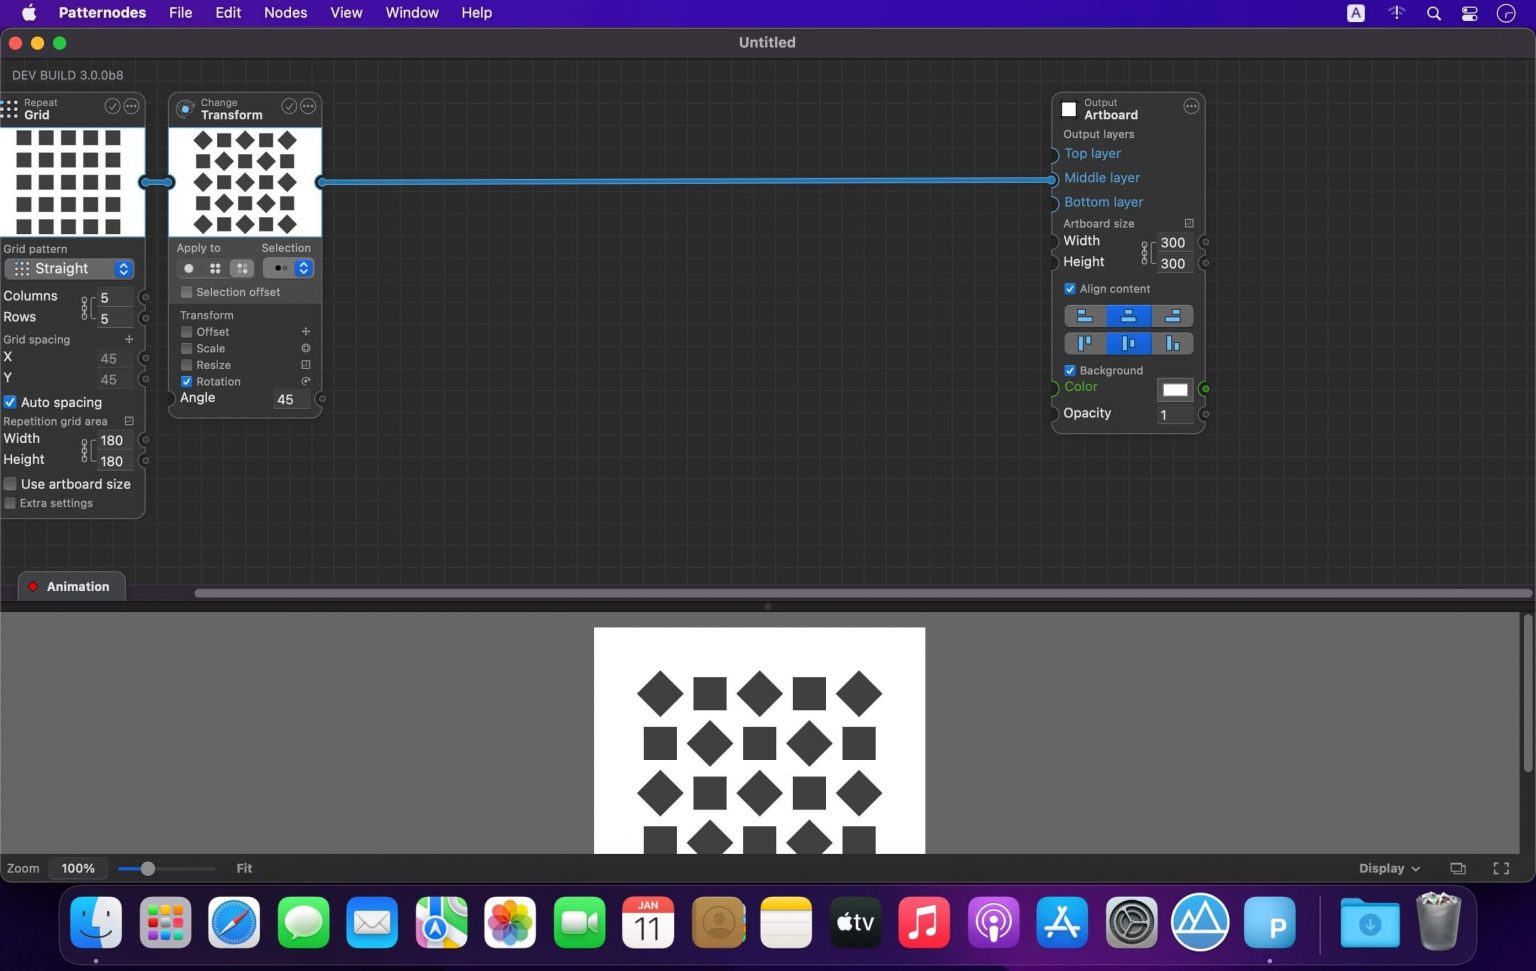 Patternodes File Edit Nodes View Window Help A
Untitled
DEV BUILD 3.0.0b8
Repeat
Grid
Grid pattern
Straight
Columns 5
Rows 5
Grid spacing
X 45
Y 45
Auto spacing
Repetition grid area
Width 180
Height 180
Use artboard size
Extra settings
Change
Transform
Apply to Selection
Selection offset
Transform
Offset
Scale
Resize
Rotation
Angle 45
Output
Artboard
Output layers
Top layer
Middle layer
Bottom layer
Artboard size
Width 300
Height 300
Align content
Background
Color
Opacity 1
Animation
Zoom 100% Fit Display
JAN
11
tv
P